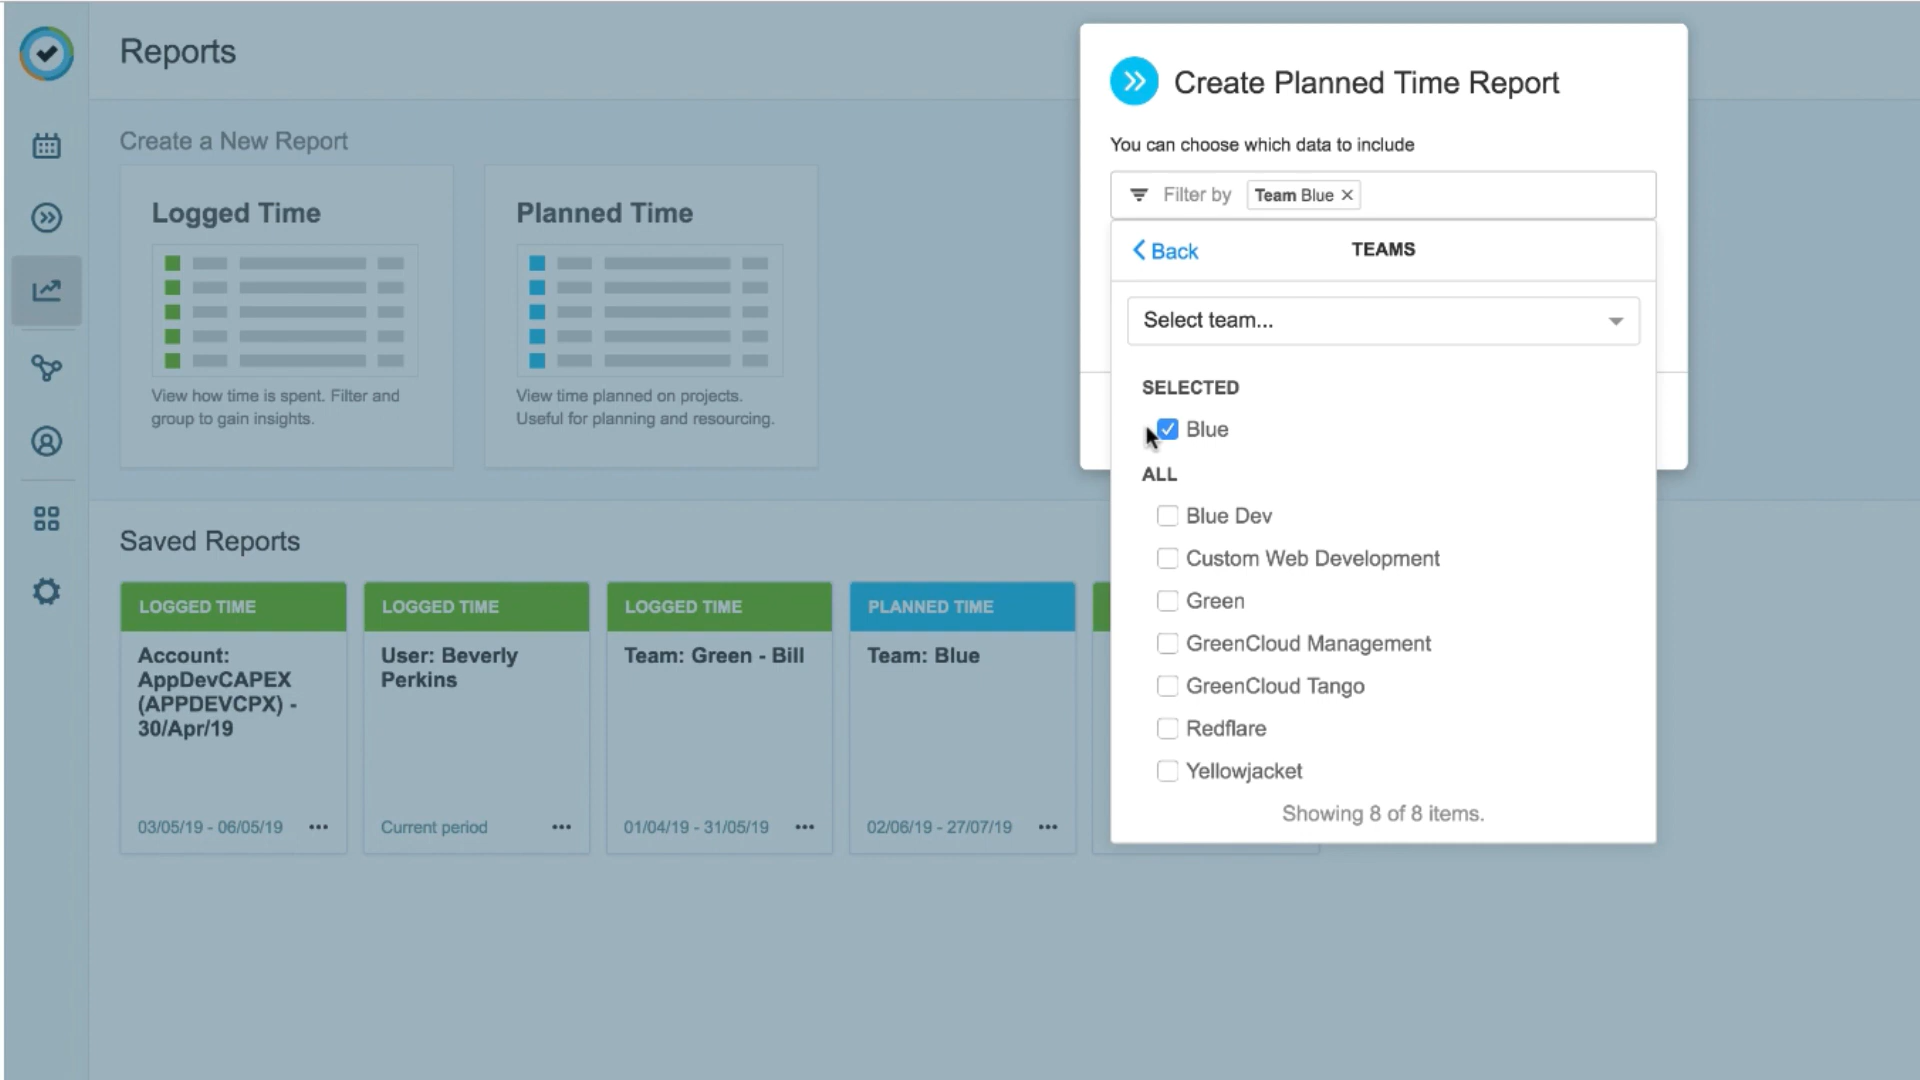 Reports
Create a New Report
Logged Time
View how time is spent. Filter and
group to gain insights.
Planned Time
View time planned on projects.
Useful for planning and resourcing.
Saved Reports
LOGGED TIME
Account:
AppDevCAPEX
(APPDEVCPX) -
30/Apr/19
03/05/19 - 06/05/19
LOGGED TIME
User: Beverly
Perkins
Current period
LOGGED TIME
Team: Green - Bill
01/04/19 - 31/05/19
PLANNED TIME
Team: Blue
02/06/19 - 27/07/19
Create Planned Time Report
You can choose which data to include
Filter by Team Blue
Back TEAMS
Select team...
SELECTED
Blue
ALL
Blue Dev
Custom Web Development
Green
GreenCloud Management
GreenCloud Tango
Redflare
Yellowjacket
Showing 8 of 8 items.